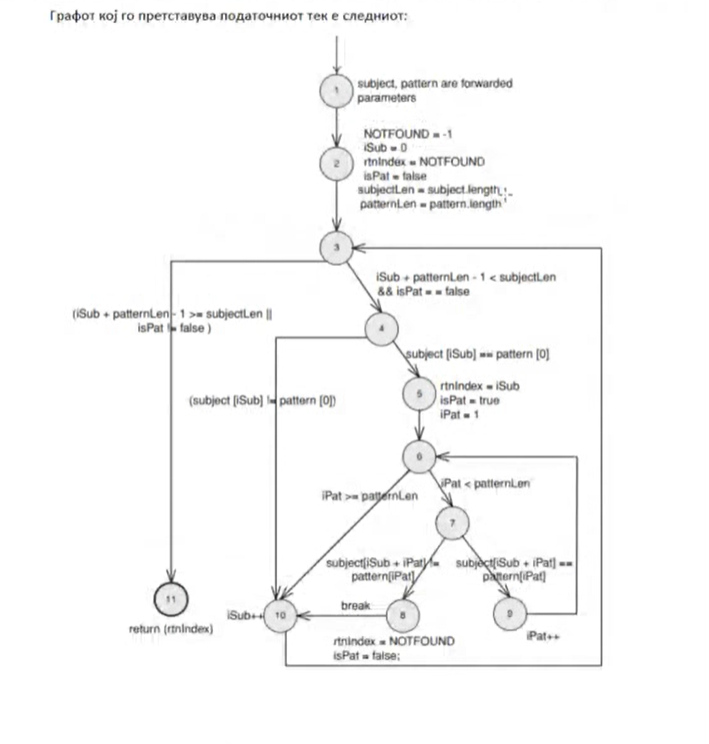 Графот кој го претставува податочниот тек е следниот:
1
subject, pattern are forwarded
parameters
2
NOTFOUND = -1
iSub = 0
rtnIndex = NOTFOUND
isPat = false
subjectLen = subject.length
patternLen = pattern.length
3
iSub + patternLen - 1 < subjectLen
&& isPat = = false
(iSub + patternLen - 1 >= subjectLen ||
isPat != false )
4
subject [iSub] == pattern [0]
(subject [iSub] != pattern [0])
5
rtnIndex = iSub
isPat = true
iPat = 1
6
iPat < patternLen
iPat >= patternLen
7
subject[iSub + iPat] !=
pattern[iPat]
subject[iSub + iPat] ==
pattern[iPat]
11
return (rtnIndex)
iSub++
10
break
8
rtnIndex = NOTFOUND
isPat = false;
9
iPat++